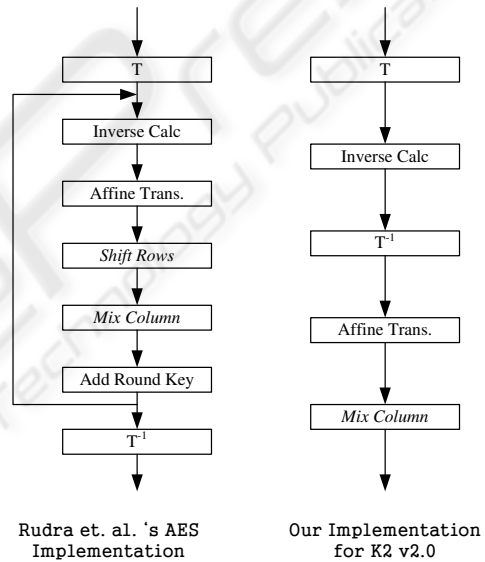 T
Inverse Calc
Affine Trans.
Shift Rows
Mix Column
Add Round Key
T-1
Rudra et. al. ‘s AES
Implementation
T
Inverse Calc
T-1
Affine Trans.
Mix Column
Our Implementation
for K2 v2.0